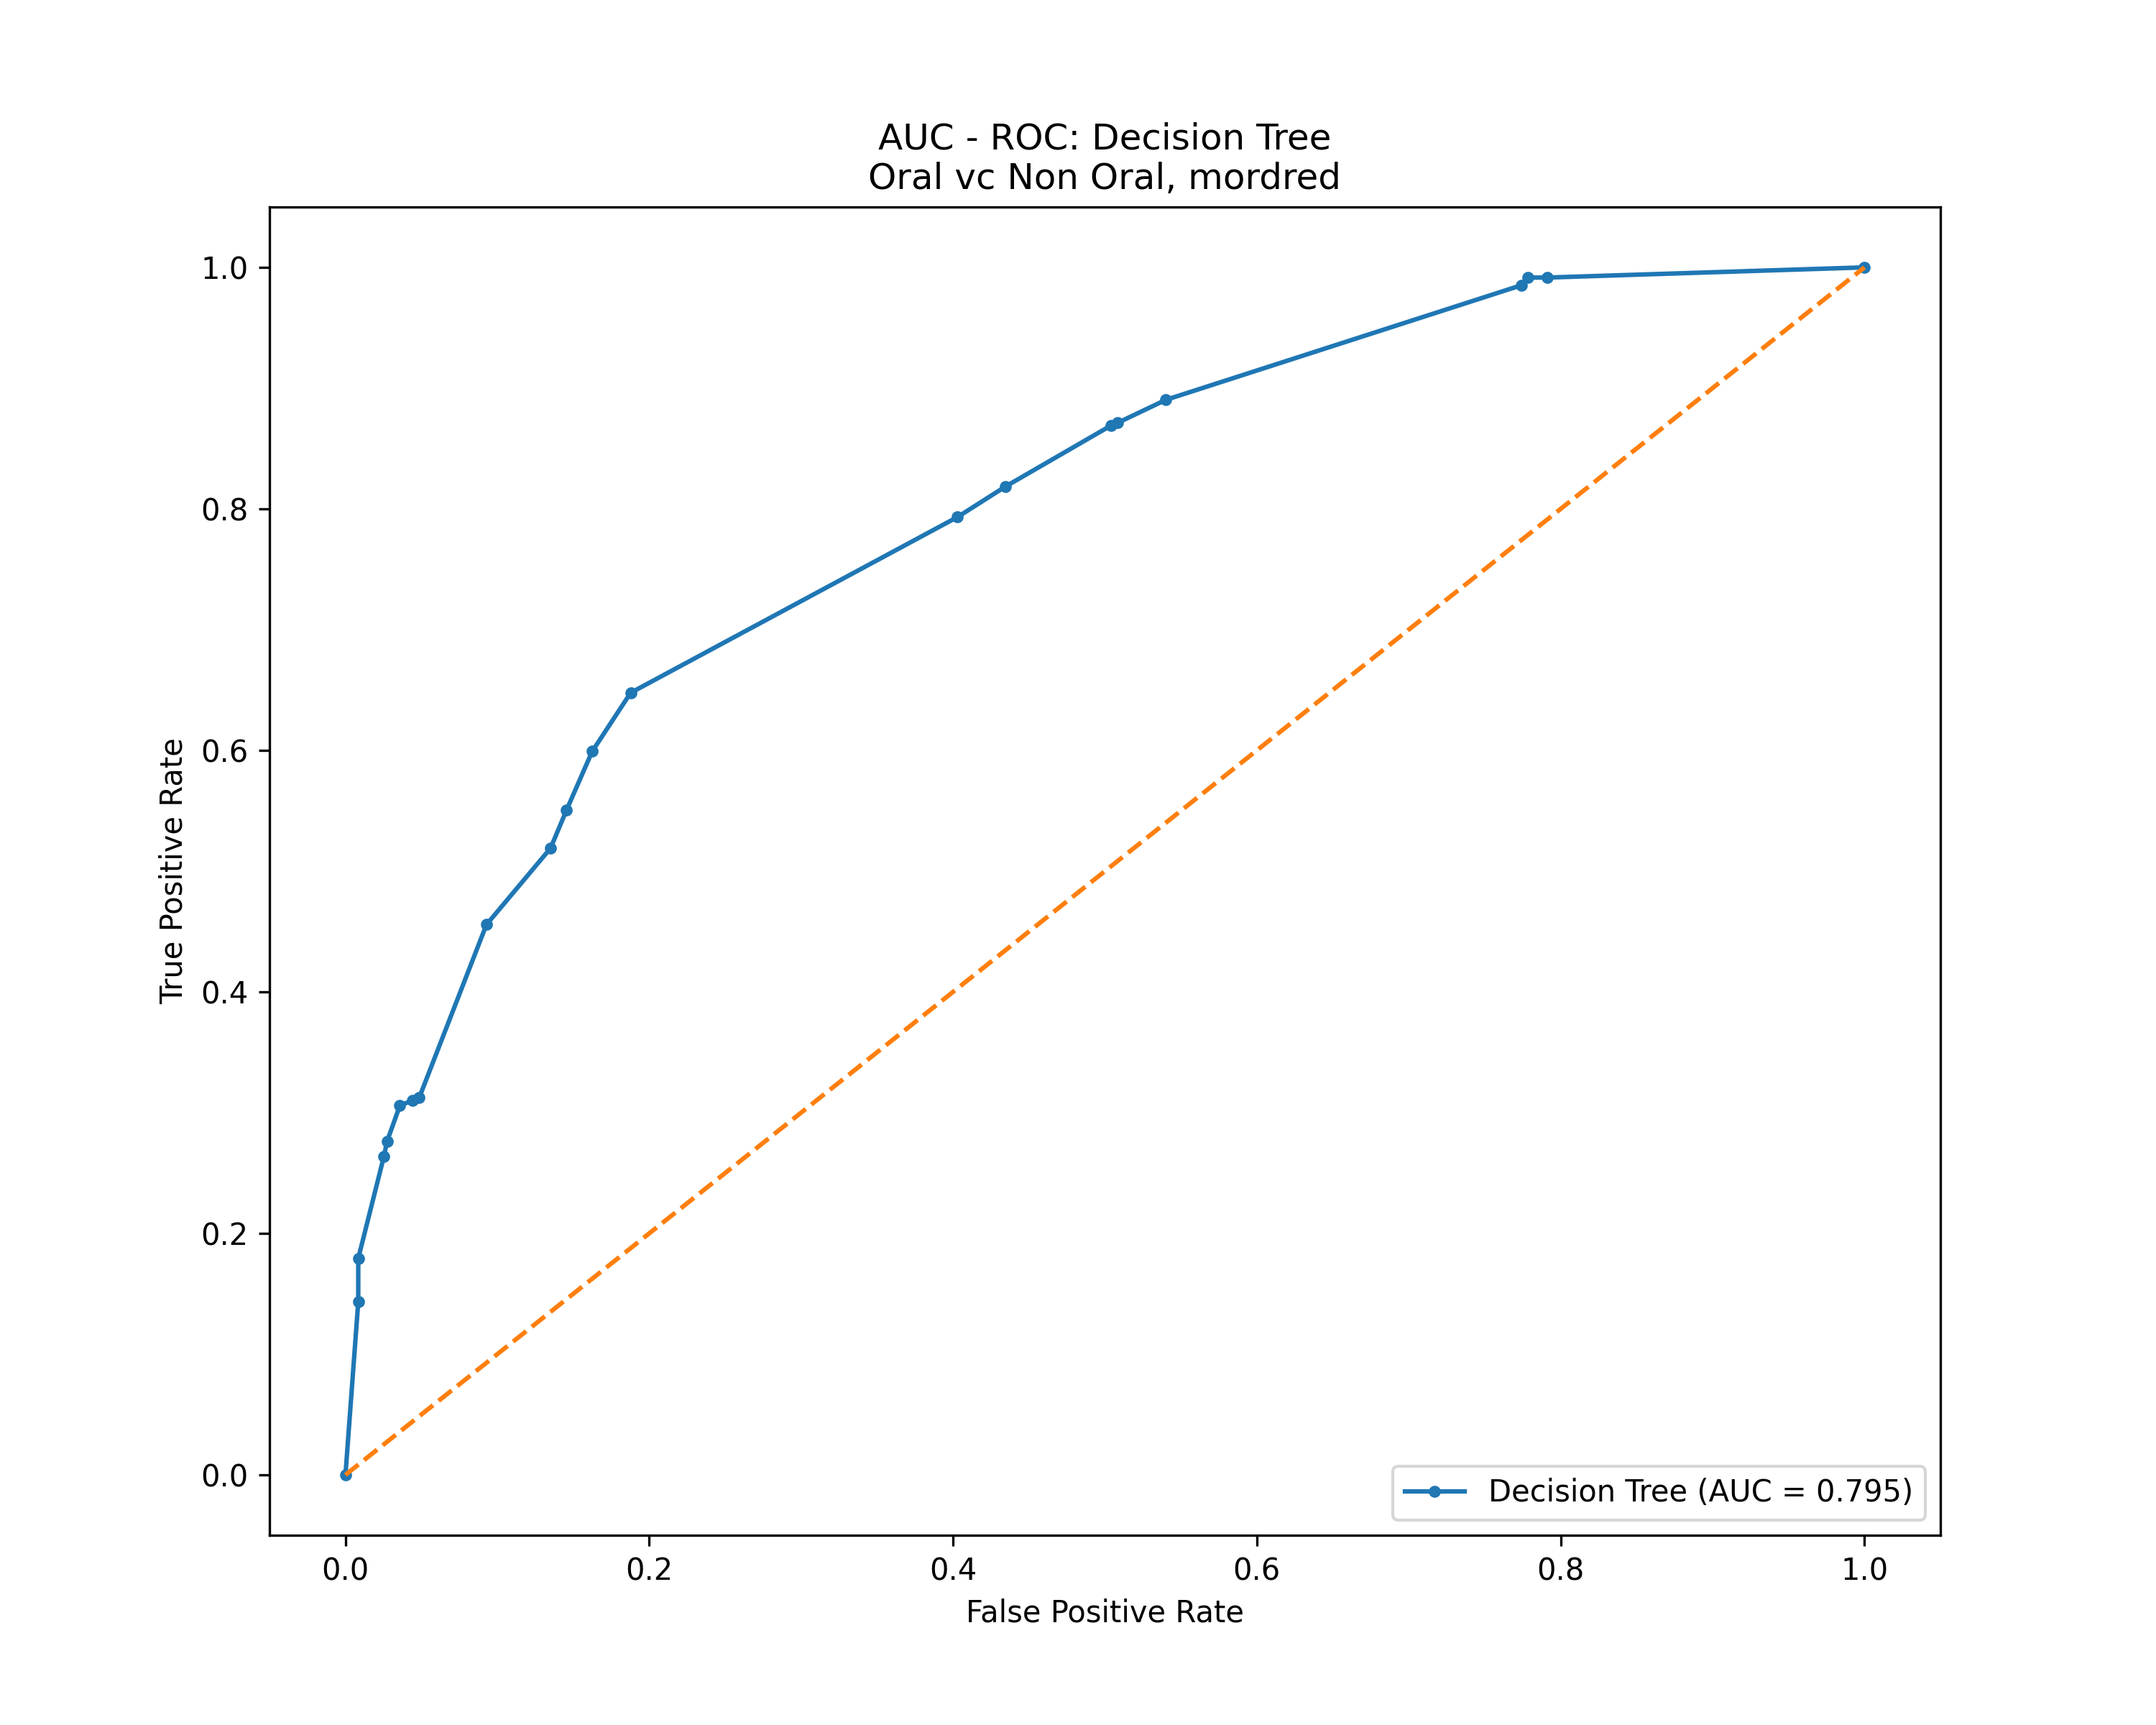 AUC - ROC: Decision Tree
Oral vc Non Oral, mordred
1.0
0.8
0.6
0.4
0.2
0.0
True Positive Rate
Decision Tree (AUC = 0.795)
0.0 0.2 0.4 0.6 0.8 1.0
False Positive Rate